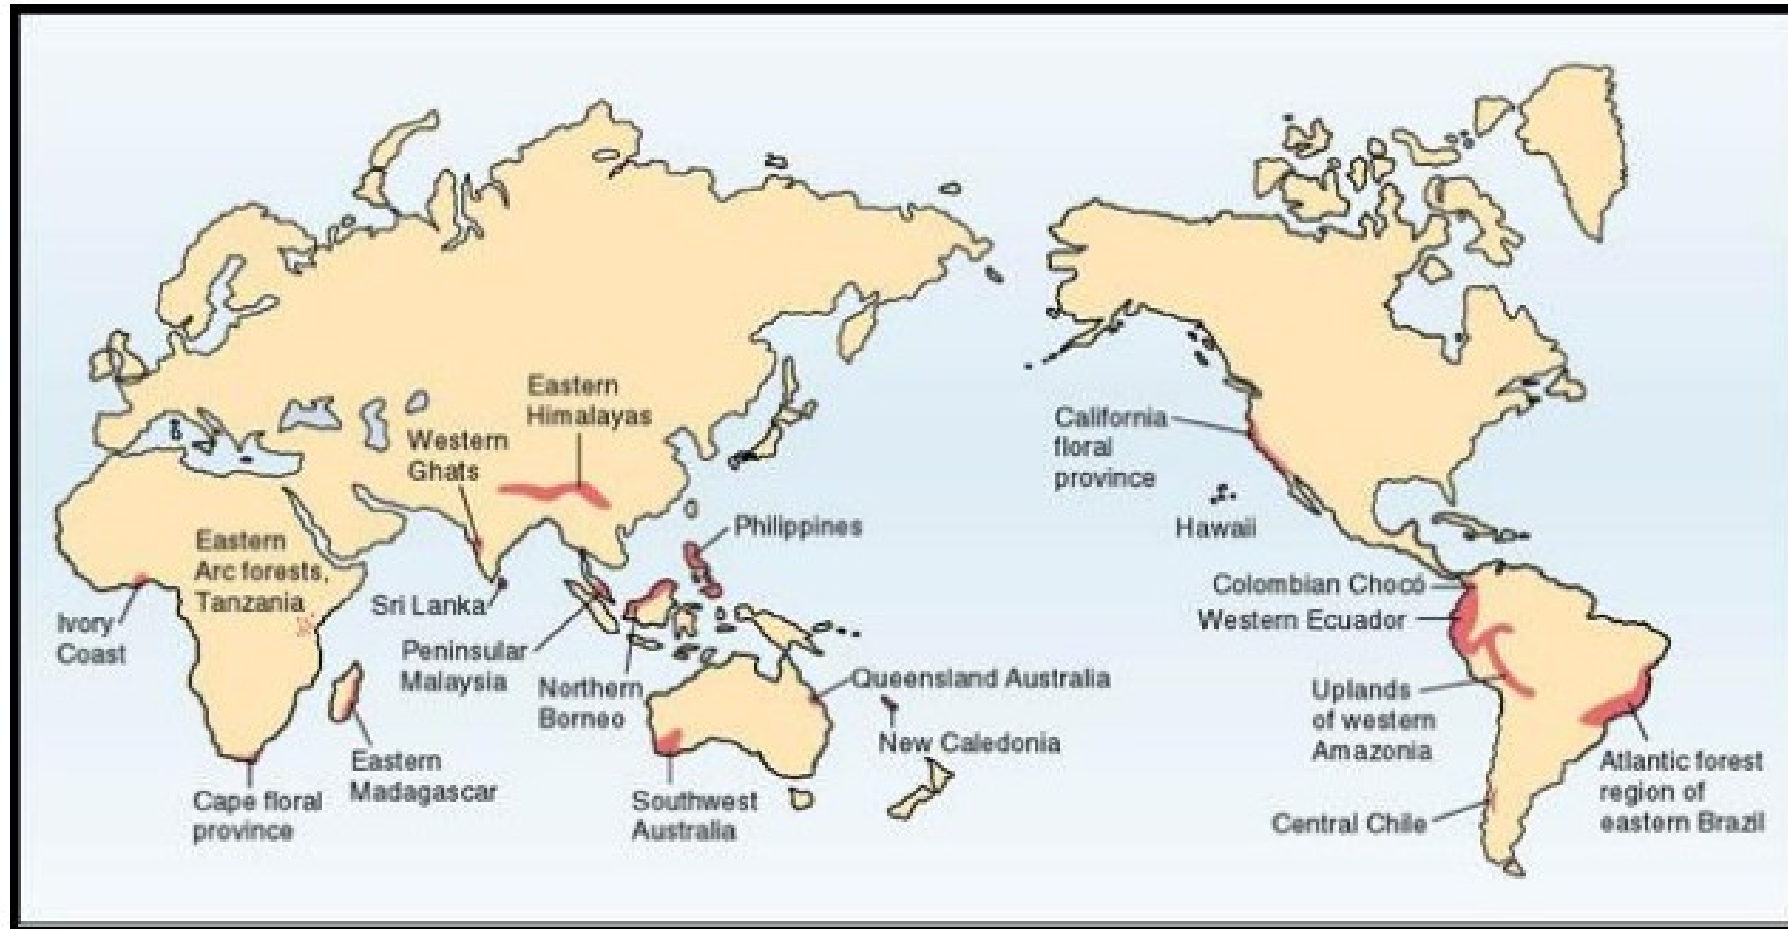 Eastern
Himalayas
Western
Ghats
Philippines
Eastern
Arc forests,
Tanzania
Ivory
Coast
Sri Lanka
Peninsular
Malaysia
Northern
Borneo
Queensland Australia
New Caledonia
Eastern
Madagascar
Cape floral
province
Southwest
Australia
California
floral
province
Hawaii
Colombian Chocó
Western Ecuador
Uplands
of western
Amazonia
Central Chile
Atlantic forest
region of
eastern Brazil